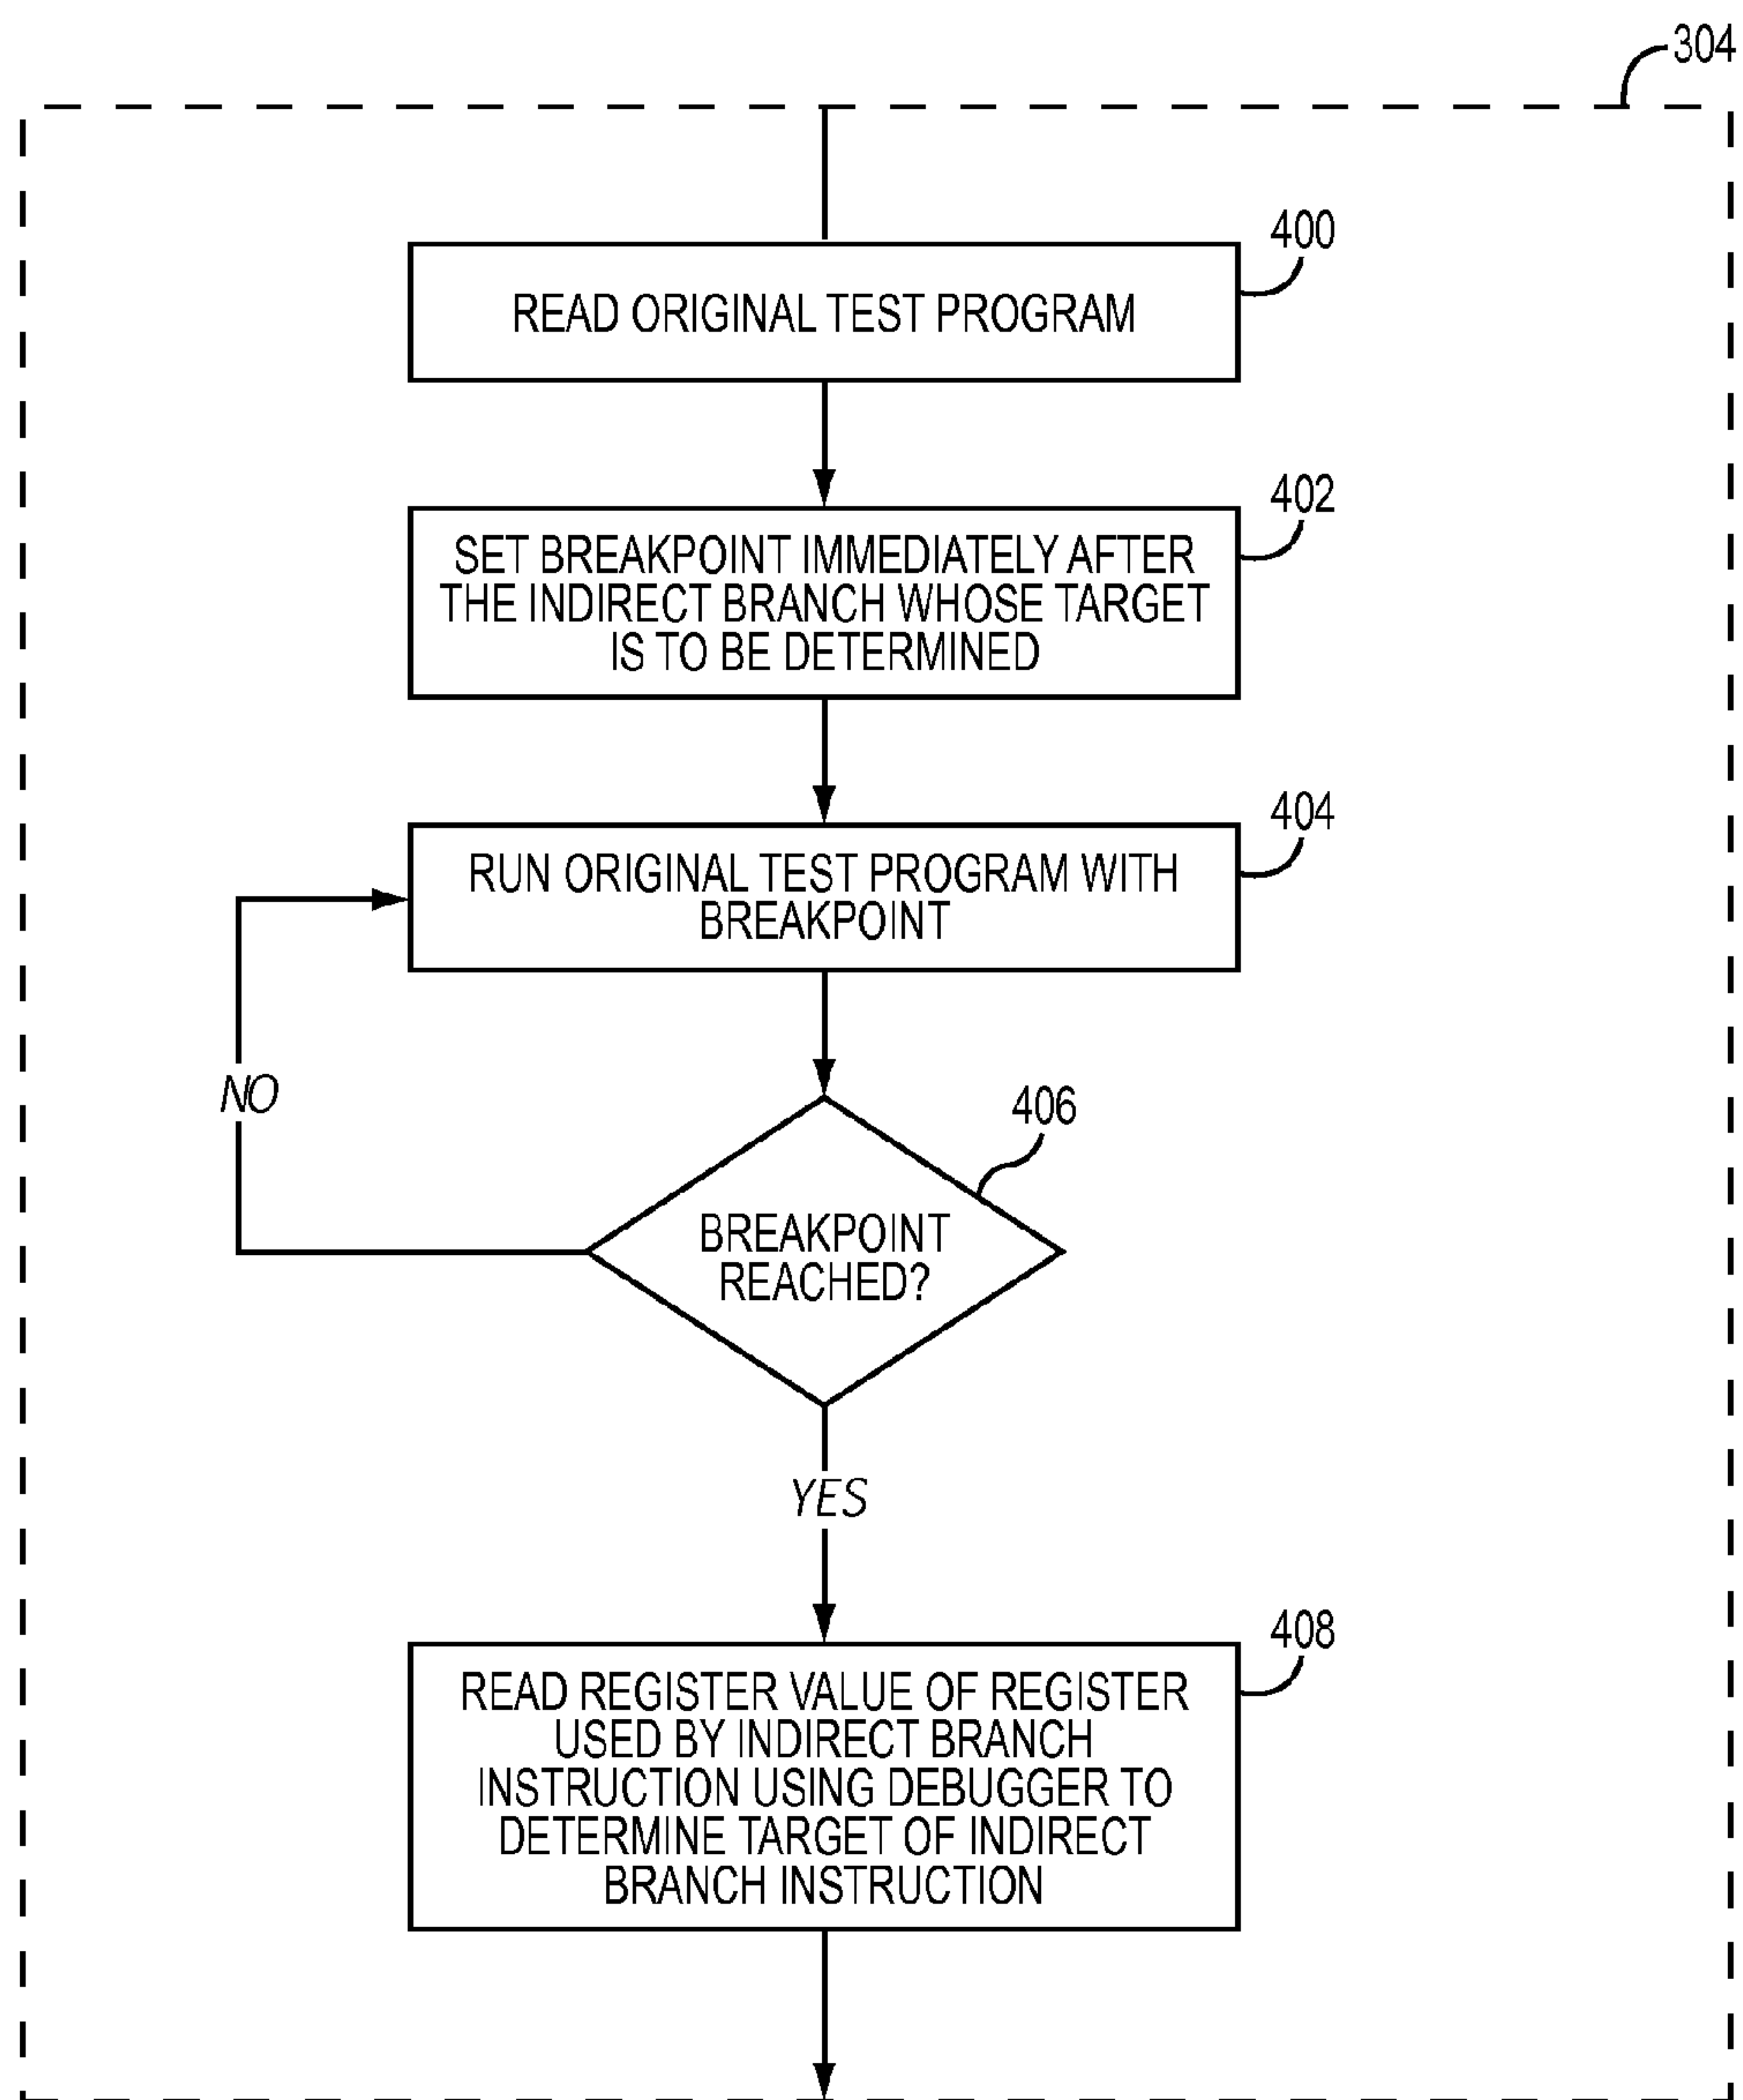 304
400
READ ORIGINAL TEST PROGRAM
402
SET BREAKPOINT IMMEDIATELY AFTER
THE INDIRECT BRANCH WHOSE TARGET
IS TO BE DETERMINED
404
RUN ORIGINAL TEST PROGRAM WITH
BREAKPOINT
NO
406
BREAKPOINT
REACHED?
YES
408
READ REGISTER VALUE OF REGISTER
USED BY INDIRECT BRANCH
INSTRUCTION USING DEBUGGER TO
DETERMINE TARGET OF INDIRECT
BRANCH INSTRUCTION